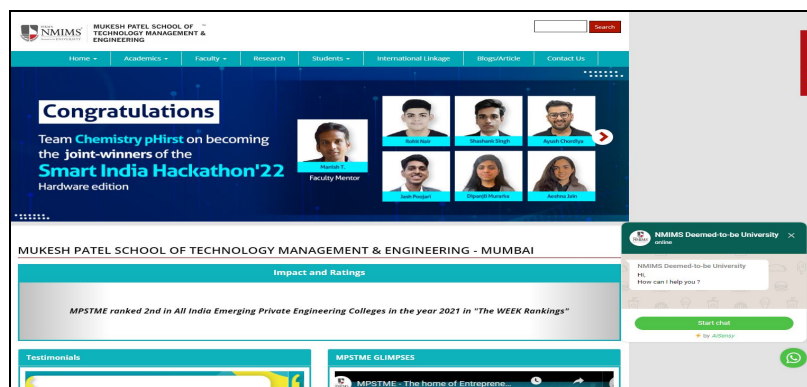 NMIMS
MUKESH PATEL SCHOOL OF
TECHNOLOGY MANAGEMENT &
ENGINEERING
Search
Home Academics Faculty Research Students International Linkage Blogs/Article Contact Us
Congratulations
Team Chemistry pHirst on becoming
the joint-winners of the
Smart India Hackathon'22
Hardware edition
Manish T.
Faculty Mentor
Rohit Nair Shashank Singh Ayush Chordiya
Josh Poojari Dipanjli Murarka Aeshna Jain
MUKESH PATEL SCHOOL OF TECHNOLOGY MANAGEMENT & ENGINEERING - MUMBAI
Impact and Ratings
MPSTME ranked 2nd in All India Emerging Private Engineering Colleges in the year 2021 in "The WEEK Rankings"
Testimonials
MPSTME GLIMPSES
MPSTME - The home of Entreprene...
NMIMS Deemed-to-be University
online
NMIMS Deemed-to-be University
Hi,
How can I help you ?
Start chat
by AiSensy